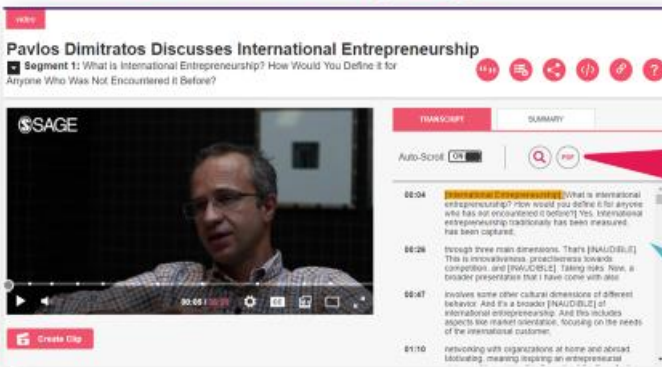 video
Pavlos Dimitratos Discusses International Entrepreneurship
Segment 1: What is International Entrepreneurship? How Would You Define it for
Anyone Who Was Not Encountered it Before?
SSAGE
TRANSCRIPT
SUMMARY
Auto-Scroll ON
PDF
00:04 [International Entrepreneurship] [What is international
entrepreneurship? How would you define it for anyone
who has not encountered it before?] Yes. International
entrepreneurship traditionally has been measured,
has been captured,
00:26 through three main dimensions. That's [INAUDIBLE].
This is innovativeness, proactiveness towards
competition, and [INAUDIBLE]. Taking risks. Now, a
broader presentation that I have come with also
00:47 involves some other cultural dimensions of different
behavior. And it's a broader [INAUDIBLE] of
international entrepreneurship. And this includes
aspects like market orientation, focusing on the needs
of the international customer,
01:10 networking with organizations at home and abroad.
Motivating, meaning inspiring an entrepreneurial
00:05 /
CC
Create Clip